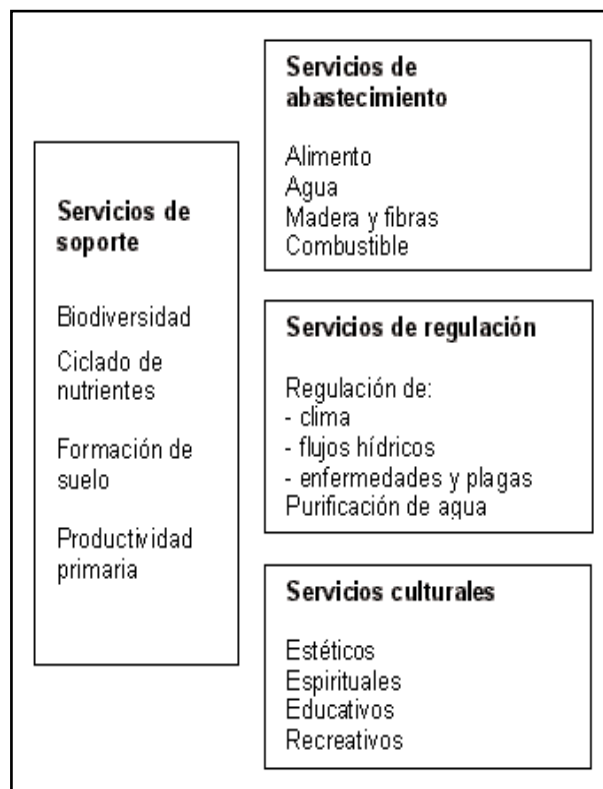 Servicios de
soporte
Biodiversidad
Ciclado de
nutrientes
Formación de
suelo
Productividad
primaria
Servicios de
abastecimiento
Alimento
Agua
Madera y fibras
Combustible
Servicios de regulación
Regulación de:
- clima
- flujos hídricos
- enfermedades y plagas
Purificación de agua
Servicios culturales
Estéticos
Espirituales
Educativos
Recreativos